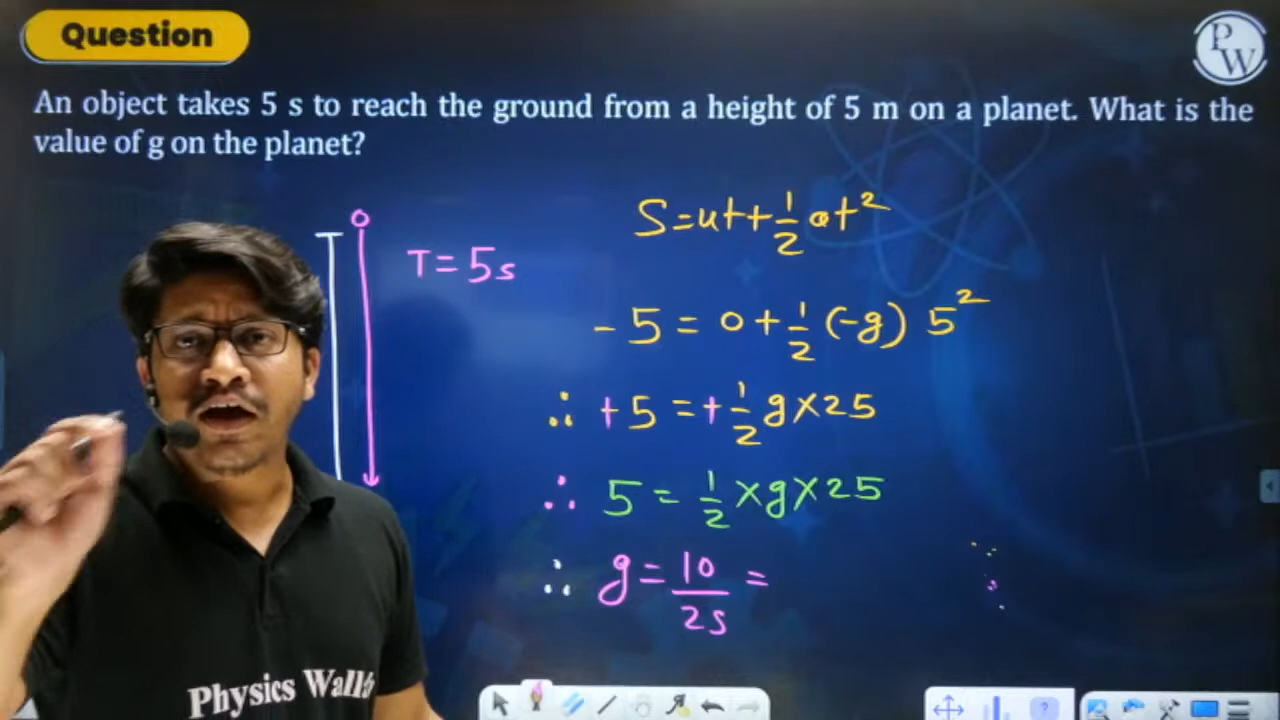 Question
PW
An object takes 5 s to reach the ground from a height of 5 m on a planet. What is the
value of g on the planet?
S=ut+½at²
T=5s
-5 = 0+½(-g) 5²
∴ +5 =+½g×25
∴ 5 = ½×g×25
∴ g=10/25 =
Physics Walla